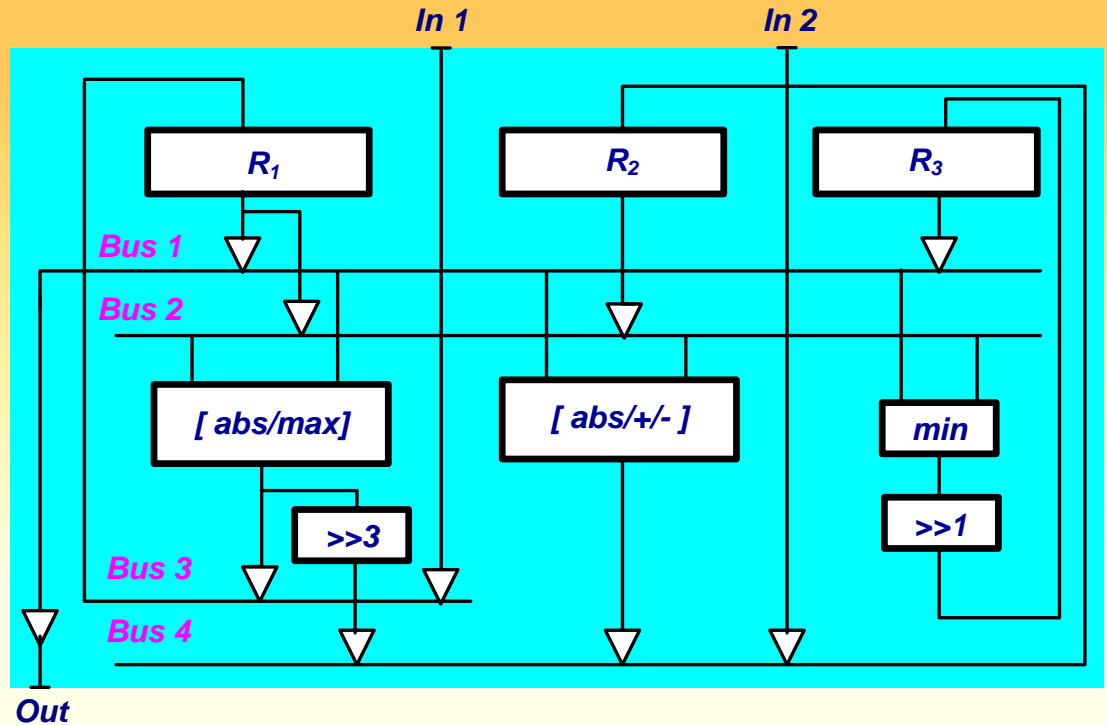 In 1
In 2
R₁
R₂
R₃
Bus 1
Bus 2
[ abs/max]
[ abs/+/- ]
min
>>3
>>1
Bus 3
Bus 4
Out